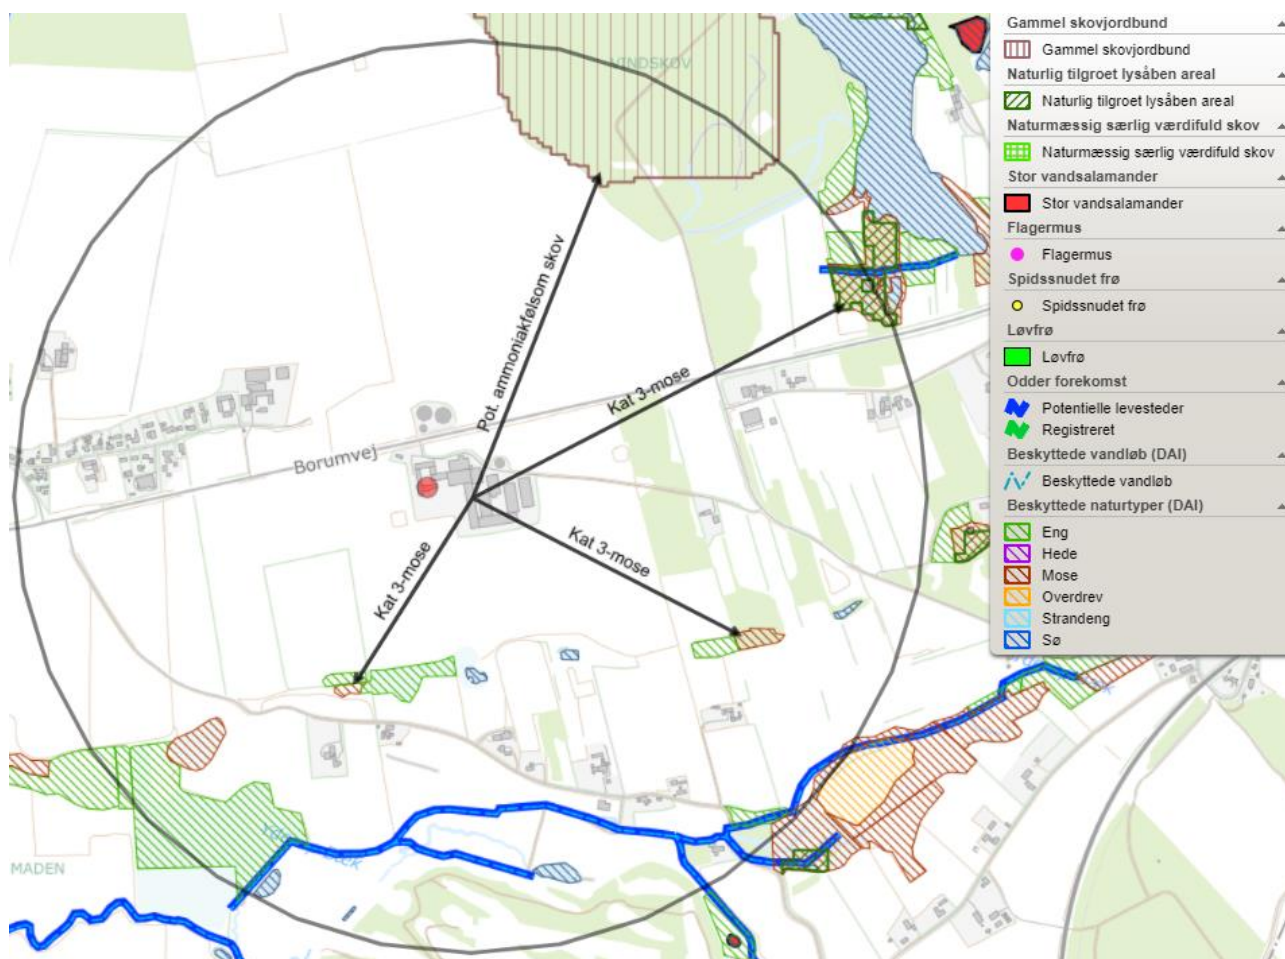 Gammel skovjordbund
Gammel skovjordbund
Naturlig tilgroet lysåben areal
Naturlig tilgroet lysåben areal
Naturmæssig særlig værdifuld skov
Naturmæssig særlig værdifuld skov
Stor vandsalamander
Stor vandsalamander
Flagermus
Flagermus
Spidssnudet frø
Spidssnudet frø
Løvfrø
Løvfrø
Odder forekomst
Potentielle levesteder
Registreret
Beskyttede vandløb (DAI)
Beskyttede vandløb
Beskyttede naturtyper (DAI)
Eng
Hede
Mose
Overdrev
Strandeng
Sø
Pot. ammoniakfølsom skov
Kat 3-mose
Borumvej
Kat 3-mose
Kat 3-mose
MADEN